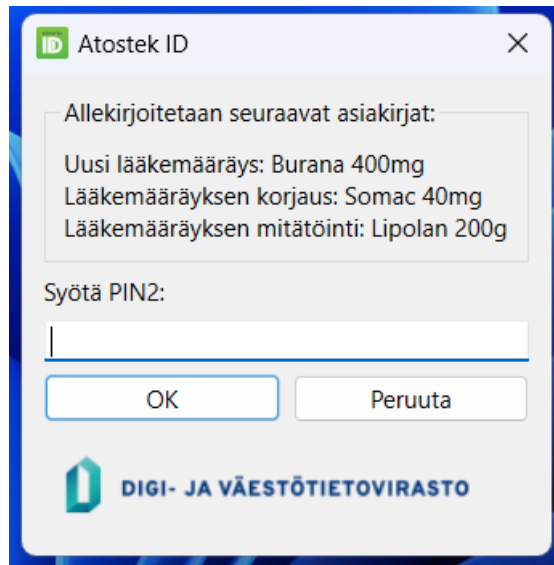 ID Atostek ID
Allekirjoitetaan seuraavat asiakirjat:
Uusi lääkemääräys: Burana 400mg
Lääkemääräyksen korjaus: Somac 40mg
Lääkemääräyksen mitätöinti: Lipolan 200g
Syötä PIN2:
OK Peruuta
DIGI- JA VÄESTÖTIETOVIRASTO